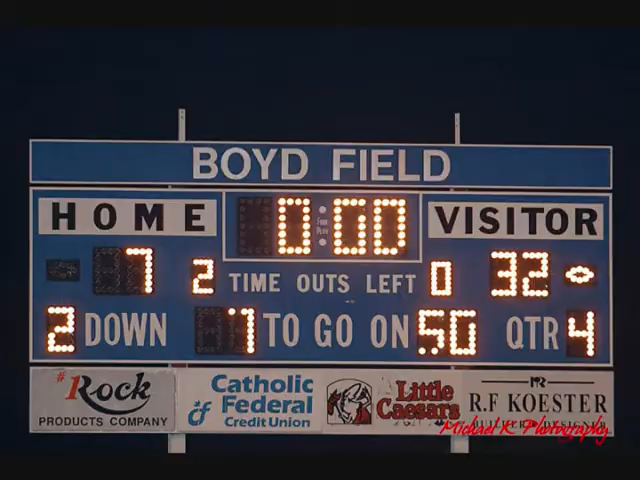 BOYD FIELD
HOME 0:00 VISITOR
7 2 TIME OUTS LEFT 0 32
2 DOWN 7 TO GO ON 50 QTR 4
#1 Rock
PRODUCTS COMPANY
Catholic
Federal
Credit Union
Little
Caesars
R.F KOESTER
Michael K Photography